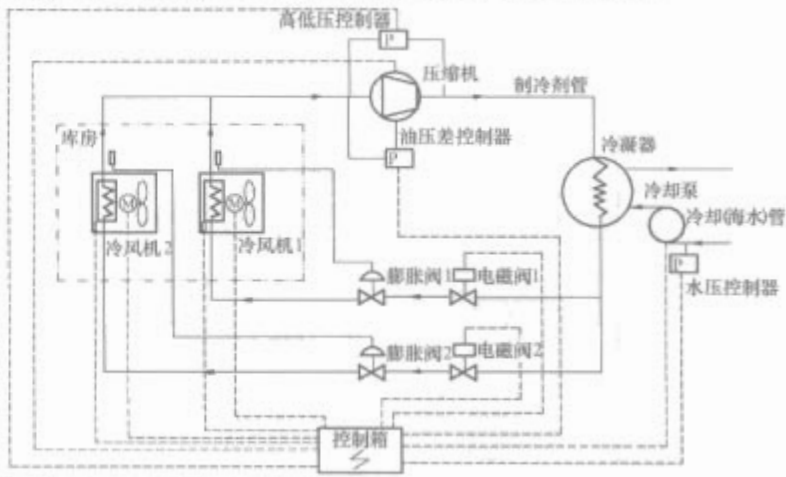 高低压控制器
P
压缩机
制冷剂管
库房
油压差控制器
P
冷凝器
冷却泵
冷却(海水)管
M
M
冷风机2
冷风机1
膨胀阀1
电磁阀1
P
水压控制器
膨胀阀2
电磁阀2
控制箱